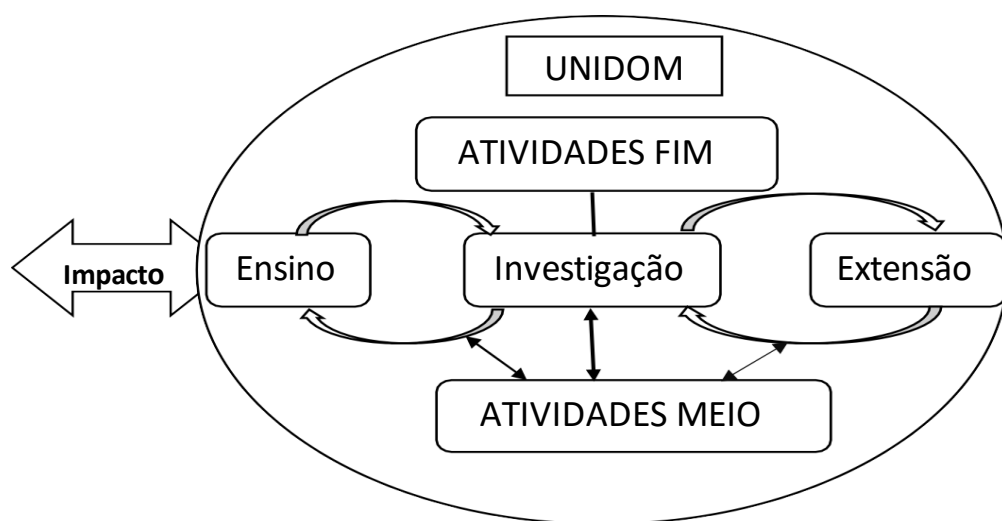 UNIDOM
ATIVIDADES FIM
Impacto
Ensino
Investigação
Extensão
ATIVIDADES MEIO